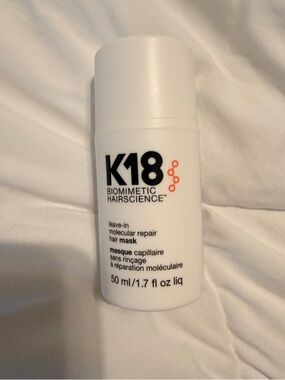 K18
BIOMIMETIC
HAIRSCIENCE™
leave-in
molecular repair
hair mask
masque capillaire
sans rinçage
à réparation moléculaire
50 ml/1.7 fl oz liq